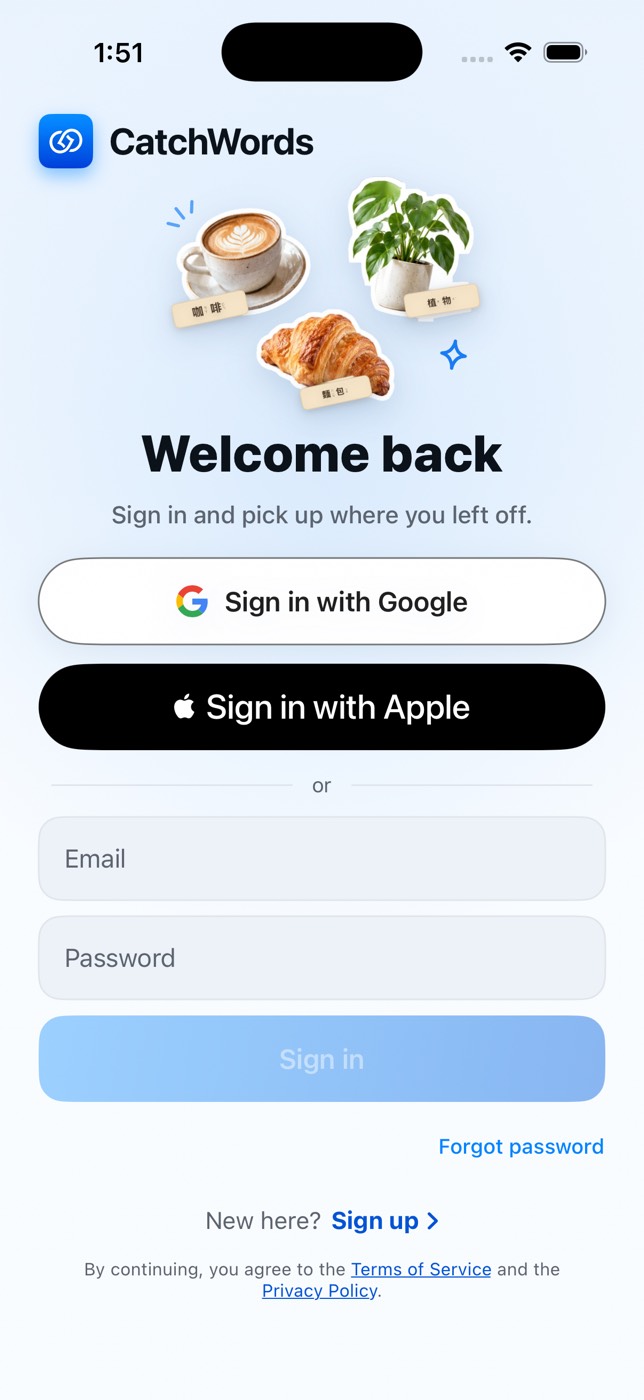 1:51
CatchWords
咖啡
植物
麵包
Welcome back
Sign in and pick up where you left off.
Sign in with Google
Sign in with Apple
or
Email
Password
Sign in
Forgot password
New here? Sign up
By continuing, you agree to the Terms of Service and the
Privacy Policy.